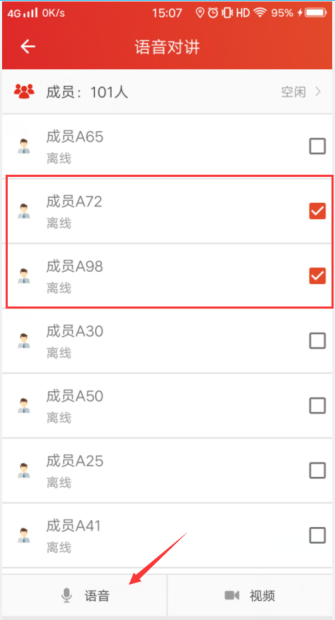 4G 0K/s 15:07 HD 95%
语音对讲
成员：101人 空闲
成员A65
离线
成员A72
离线
成员A98
离线
成员A30
离线
成员A50
离线
成员A25
离线
成员A41
离线
语音 视频